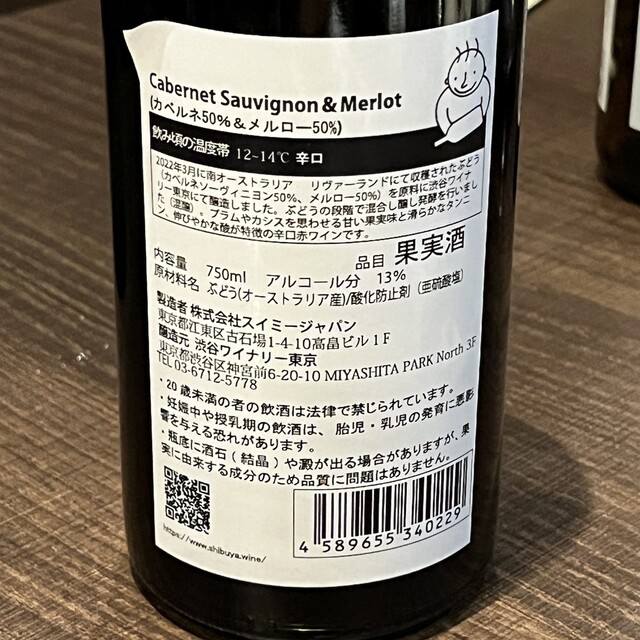 Cabernet Sauvignon & Merlot
(カベルネ50%&メルロー50%)
飲み頃の温度帯 12~14℃ 辛口
2022年3月に南オーストラリア リヴァーランドにて収穫されたぶどう
(カベルネソーヴィニヨン50%、メルロー50%)を原料に渋谷ワイナ
リー東京にて醸造しました。ぶどうの段階で混合し醸し発酵を行いまし
た(混醸)。プラムやカシスを思わせる甘い果実味と滑らかなタンニ
ン、伸びやかな酸が特徴の辛口赤ワインです。
品目 果実酒
内容量 750ml アルコール分 13%
原材料名 ぶどう(オーストラリア産)/酸化防止剤(亜硫酸塩)
製造者 株式会社スイミージャパン
東京都江東区古石場1-4-10高畠ビル1F
醸造元 渋谷ワイナリー東京
東京都渋谷区神宮前6-20-10 MIYASHITA PARK North 3F
TEL 03-6712-5778
・20歳未満の者の飲酒は法律で禁じられています。
・妊娠中や授乳期の飲酒は、胎児・乳児の発育に悪影
響を与える恐れがあります。
・瓶底に酒石(結晶)や澱が出る場合がありますが、果
実に由来する成分のため品質に問題はありません。
https://www.shibuya.wine/
4 589655 340229